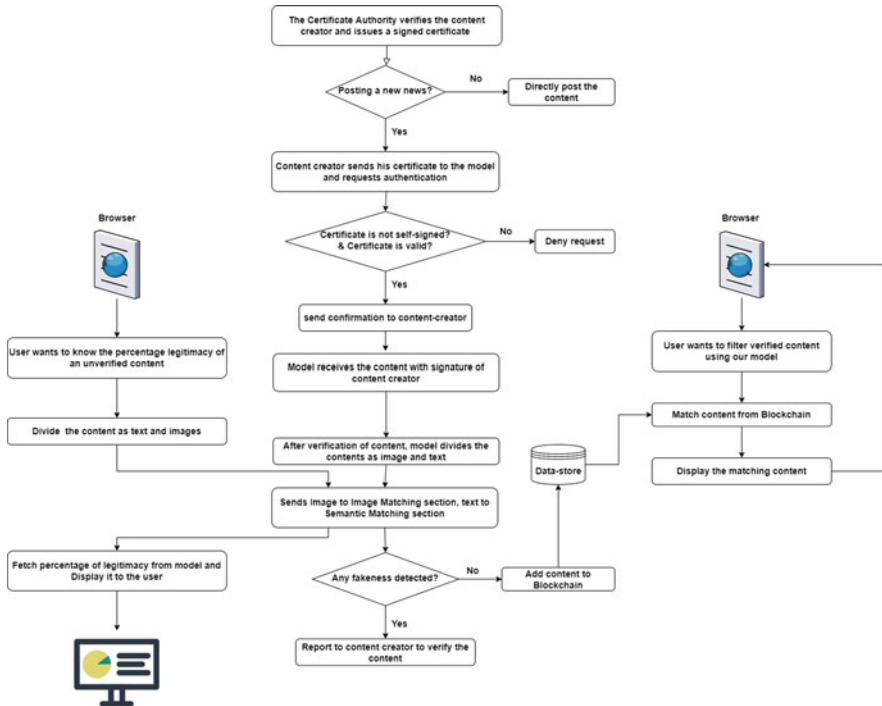 The Certificate Authority verifies the content
creator and issues a signed certificate
Posting a new news?
No
Directly post the
content
Yes
Content creator sends his certificate to the model
and requests authentication
Certificate is not self-signed?
& Certificate is valid?
No
Deny request
Yes
send confirmation to content-creator
Model receives the content with signature of
content creator
After verification of content, model divides the
contents as image and text
Browser
User wants to know the percentage legitimacy of
an unverified content
Divide the content as text and images
Sends Image to Image Matching section, text to
Semantic Matching section
Fetch percentage of legitimacy from model and
Display it to the user
Any fakeness detected?
No
Add content to
Blockchain
Yes
Report to content creator to verify the
content
Data-store
Browser
User wants to filter verified content
using our model
Match content from Blockchain
Display the matching content